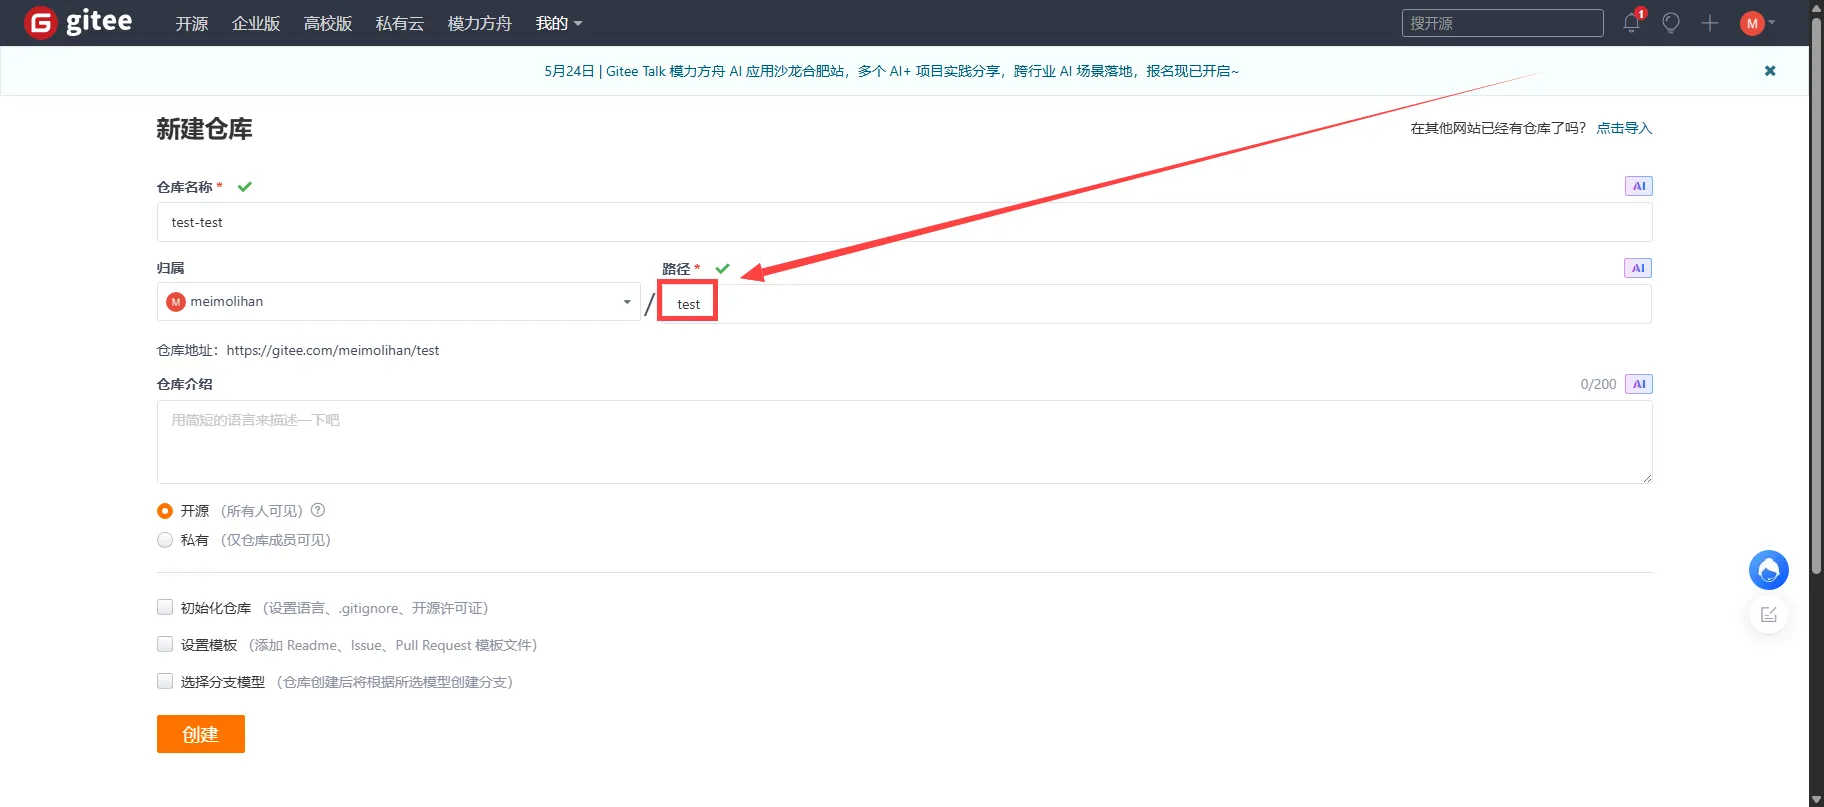 gitee 开源 企业版 高校版 私有云 模力方舟 我的 搜开源 1 M
5月24日 | Gitee Talk 模力方舟 AI 应用沙龙合肥站，多个 AI+ 项目实践分享，跨行业 AI 场景落地，报名现已开启~
新建仓库
在其他网站已经有仓库了吗？ 点击导入
仓库名称 *
AI
test-test
归属
路径 *
AI
M meimolihan
/
test
仓库地址：https://gitee.com/meimolihan/test
仓库介绍
0/200 AI
用简短的语言来描述一下吧
开源 （所有人可见） ?
私有 （仅仓库成员可见）
初始化仓库 （设置语言、.gitignore、开源许可证）
设置模板 （添加 Readme、Issue、Pull Request 模板文件）
选择分支模型 （仓库创建后将根据所选模型创建分支）
创建